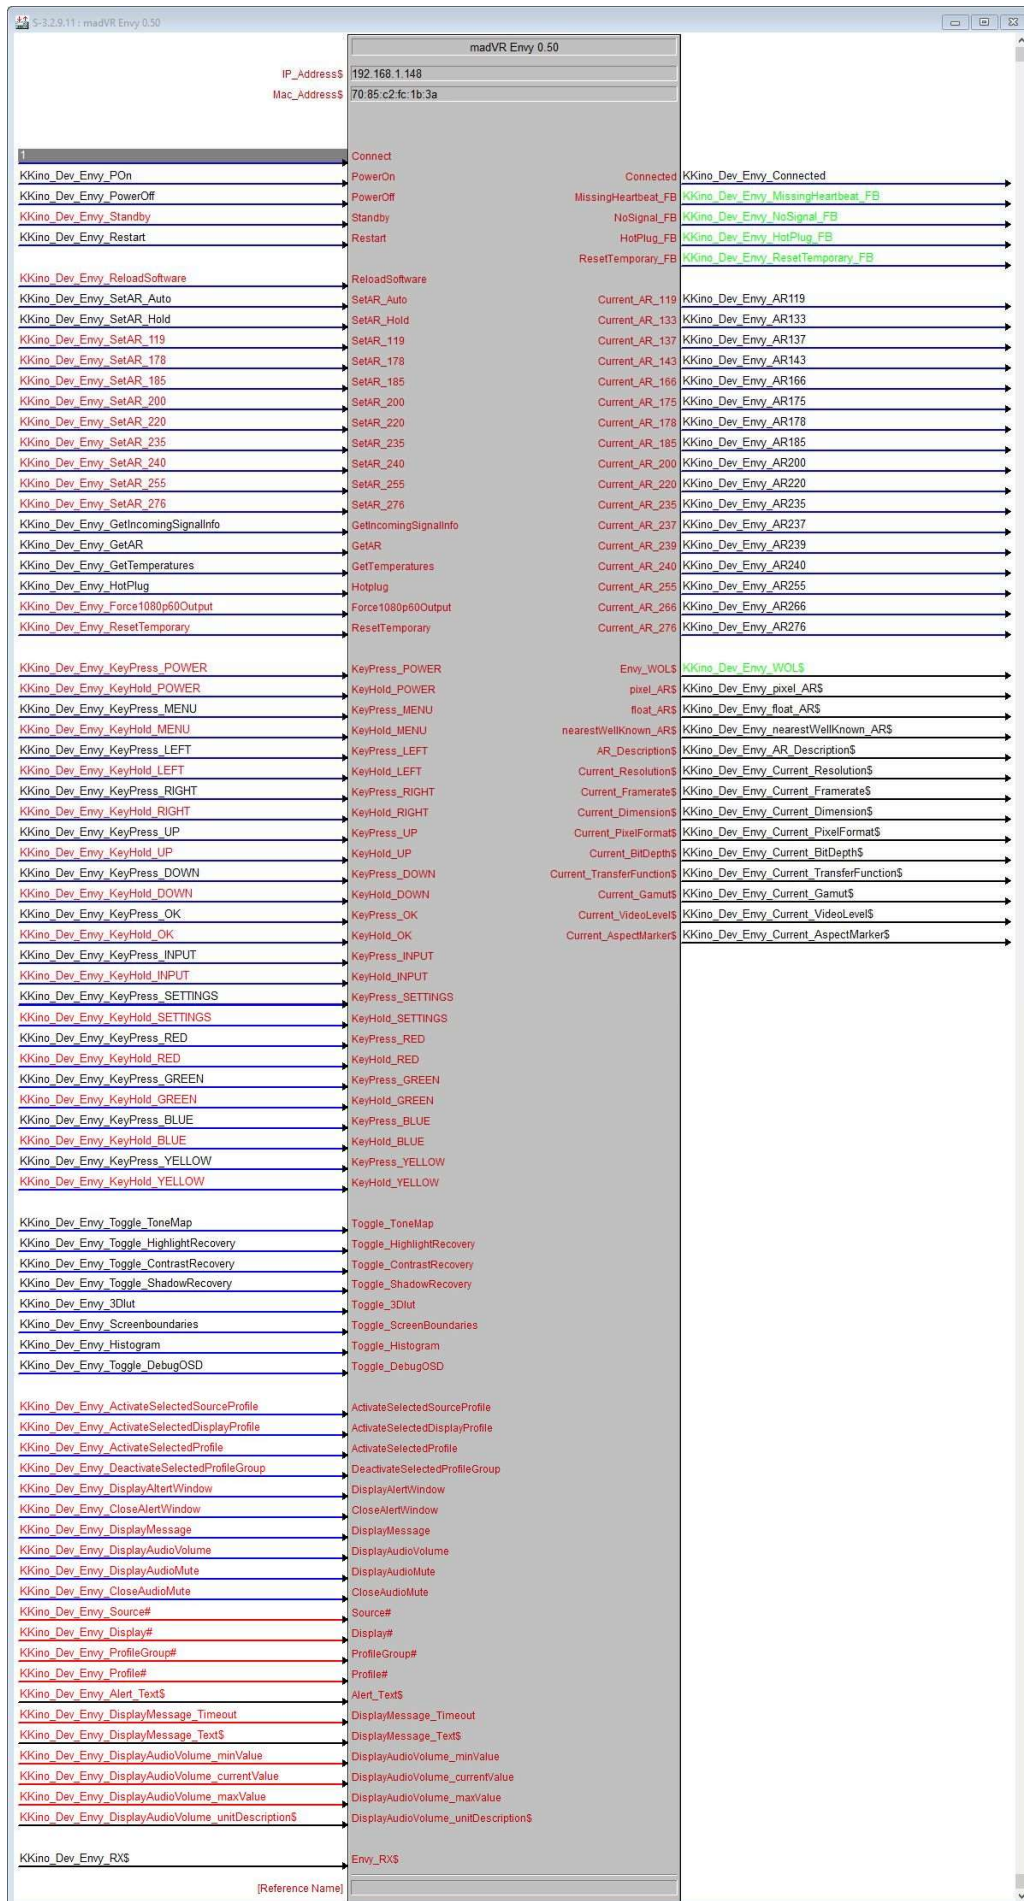 S-3.2.9.11 : madVR Envy 0.50
madVR Envy 0.50
IP_Address$ 192.168.1.148
Mac_Address$ 70:85:c2:fc:1b:3a
1 Connect
KKino_Dev_Envy_POn PowerOn Connected KKino_Dev_Envy_Connected
KKino_Dev_Envy_PowerOff PowerOff MissingHeartbeat_FB KKino_Dev_Envy_MissingHeartbeat_FB
KKino_Dev_Envy_Standby Standby NoSignal_FB KKino_Dev_Envy_NoSignal_FB
KKino_Dev_Envy_Restart Restart HotPlug_FB KKino_Dev_Envy_HotPlug_FB
ResetTemporary_FB KKino_Dev_Envy_ResetTemporary_FB
KKino_Dev_Envy_ReloadSoftware ReloadSoftware
KKino_Dev_Envy_SetAR_Auto SetAR_Auto Current_AR_119 KKino_Dev_Envy_AR119
KKino_Dev_Envy_SetAR_Hold SetAR_Hold Current_AR_133 KKino_Dev_Envy_AR133
KKino_Dev_Envy_SetAR_119 SetAR_119 Current_AR_137 KKino_Dev_Envy_AR137
KKino_Dev_Envy_SetAR_178 SetAR_178 Current_AR_143 KKino_Dev_Envy_AR143
KKino_Dev_Envy_SetAR_185 SetAR_185 Current_AR_166 KKino_Dev_Envy_AR166
KKino_Dev_Envy_SetAR_200 SetAR_200 Current_AR_175 KKino_Dev_Envy_AR175
KKino_Dev_Envy_SetAR_220 SetAR_220 Current_AR_178 KKino_Dev_Envy_AR178
KKino_Dev_Envy_SetAR_235 SetAR_235 Current_AR_185 KKino_Dev_Envy_AR185
KKino_Dev_Envy_SetAR_240 SetAR_240 Current_AR_200 KKino_Dev_Envy_AR200
KKino_Dev_Envy_SetAR_255 SetAR_255 Current_AR_220 KKino_Dev_Envy_AR220
KKino_Dev_Envy_SetAR_276 SetAR_276 Current_AR_235 KKino_Dev_Envy_AR235
KKino_Dev_Envy_GetIncomingSignalInfo GetIncomingSignalInfo Current_AR_237 KKino_Dev_Envy_AR237
KKino_Dev_Envy_GetAR GetAR Current_AR_239 KKino_Dev_Envy_AR239
KKino_Dev_Envy_GetTemperatures GetTemperatures Current_AR_240 KKino_Dev_Envy_AR240
KKino_Dev_Envy_HotPlug Hotplug Current_AR_255 KKino_Dev_Envy_AR255
KKino_Dev_Envy_Force1080p60Output Force1080p60Output Current_AR_266 KKino_Dev_Envy_AR266
KKino_Dev_Envy_ResetTemporary ResetTemporary Current_AR_276 KKino_Dev_Envy_AR276
KKino_Dev_Envy_KeyPress_POWER KeyPress_POWER Envy_WOL$ KKino_Dev_Envy_WOL$
KKino_Dev_Envy_KeyHold_POWER KeyHold_POWER pixel_AR$ KKino_Dev_Envy_pixel_AR$
KKino_Dev_Envy_KeyPress_MENU KeyPress_MENU float_AR$ KKino_Dev_Envy_float_AR$
KKino_Dev_Envy_KeyHold_MENU KeyHold_MENU nearestWellKnown_AR$ KKino_Dev_Envy_nearestWellKnown_AR$
KKino_Dev_Envy_KeyPress_LEFT KeyPress_LEFT AR_Description$ KKino_Dev_Envy_AR_Description$
KKino_Dev_Envy_KeyHold_LEFT KeyHold_LEFT Current_Resolution$ KKino_Dev_Envy_Current_Resolution$
KKino_Dev_Envy_KeyPress_RIGHT KeyPress_RIGHT Current_Framerate$ KKino_Dev_Envy_Current_Framerate$
KKino_Dev_Envy_KeyHold_RIGHT KeyHold_RIGHT Current_Dimension$ KKino_Dev_Envy_Current_Dimension$
KKino_Dev_Envy_KeyPress_UP KeyPress_UP Current_PixelFormat$ KKino_Dev_Envy_Current_PixelFormat$
KKino_Dev_Envy_KeyHold_UP KeyHold_UP Current_BitDepth$ KKino_Dev_Envy_Current_BitDepth$
KKino_Dev_Envy_KeyPress_DOWN KeyPress_DOWN Current_TransferFunction$ KKino_Dev_Envy_Current_TransferFunction$
KKino_Dev_Envy_KeyHold_DOWN KeyHold_DOWN Current_Gamut$ KKino_Dev_Envy_Current_Gamut$
KKino_Dev_Envy_KeyPress_OK KeyPress_OK Current_VideoLevel$ KKino_Dev_Envy_Current_VideoLevel$
KKino_Dev_Envy_KeyHold_OK KeyHold_OK Current_AspectMarker$ KKino_Dev_Envy_Current_AspectMarker$
KKino_Dev_Envy_KeyPress_INPUT KeyPress_INPUT
KKino_Dev_Envy_KeyHold_INPUT KeyHold_INPUT
KKino_Dev_Envy_KeyPress_SETTINGS KeyPress_SETTINGS
KKino_Dev_Envy_KeyHold_SETTINGS KeyHold_SETTINGS
KKino_Dev_Envy_KeyPress_RED KeyPress_RED
KKino_Dev_Envy_KeyHold_RED KeyHold_RED
KKino_Dev_Envy_KeyPress_GREEN KeyPress_GREEN
KKino_Dev_Envy_KeyHold_GREEN KeyHold_GREEN
KKino_Dev_Envy_KeyPress_BLUE KeyPress_BLUE
KKino_Dev_Envy_KeyHold_BLUE KeyHold_BLUE
KKino_Dev_Envy_KeyPress_YELLOW KeyPress_YELLOW
KKino_Dev_Envy_KeyHold_YELLOW KeyHold_YELLOW
KKino_Dev_Envy_Toggle_ToneMap Toggle_ToneMap
KKino_Dev_Envy_Toggle_HighlightRecovery Toggle_HighlightRecovery
KKino_Dev_Envy_Toggle_ContrastRecovery Toggle_ContrastRecovery
KKino_Dev_Envy_Toggle_ShadowRecovery Toggle_ShadowRecovery
KKino_Dev_Envy_3Dlut Toggle_3Dlut
KKino_Dev_Envy_Screenboundaries Toggle_ScreenBoundaries
KKino_Dev_Envy_Histogram Toggle_Histogram
KKino_Dev_Envy_Toggle_DebugOSD Toggle_DebugOSD
KKino_Dev_Envy_ActivateSelectedSourceProfile ActivateSelectedSourceProfile
KKino_Dev_Envy_ActivateSelectedDisplayProfile ActivateSelectedDisplayProfile
KKino_Dev_Envy_ActivateSelectedProfile ActivateSelectedProfile
KKino_Dev_Envy_DeactivateSelectedProfileGroup DeactivateSelectedProfileGroup
KKino_Dev_Envy_DisplayAltertWindow DisplayAlertWindow
KKino_Dev_Envy_CloseAlertWindow CloseAlertWindow
KKino_Dev_Envy_DisplayMessage DisplayMessage
KKino_Dev_Envy_DisplayAudioVolume DisplayAudioVolume
KKino_Dev_Envy_DisplayAudioMute DisplayAudioMute
KKino_Dev_Envy_CloseAudioMute CloseAudioMute
KKino_Dev_Envy_Source# Source#
KKino_Dev_Envy_Display# Display#
KKino_Dev_Envy_ProfileGroup# ProfileGroup#
KKino_Dev_Envy_Profile# Profile#
KKino_Dev_Envy_Alert_Text$ Alert_Text$
KKino_Dev_Envy_DisplayMessage_Timeout DisplayMessage_Timeout
KKino_Dev_Envy_DisplayMessage_Text$ DisplayMessage_Text$
KKino_Dev_Envy_DisplayAudioVolume_minValue DisplayAudioVolume_minValue
KKino_Dev_Envy_DisplayAudioVolume_currentValue DisplayAudioVolume_currentValue
KKino_Dev_Envy_DisplayAudioVolume_maxValue DisplayAudioVolume_maxValue
KKino_Dev_Envy_DisplayAudioVolume_unitDescription$ DisplayAudioVolume_unitDescription$
KKino_Dev_Envy_RX$ Envy_RX$
[Reference Name]